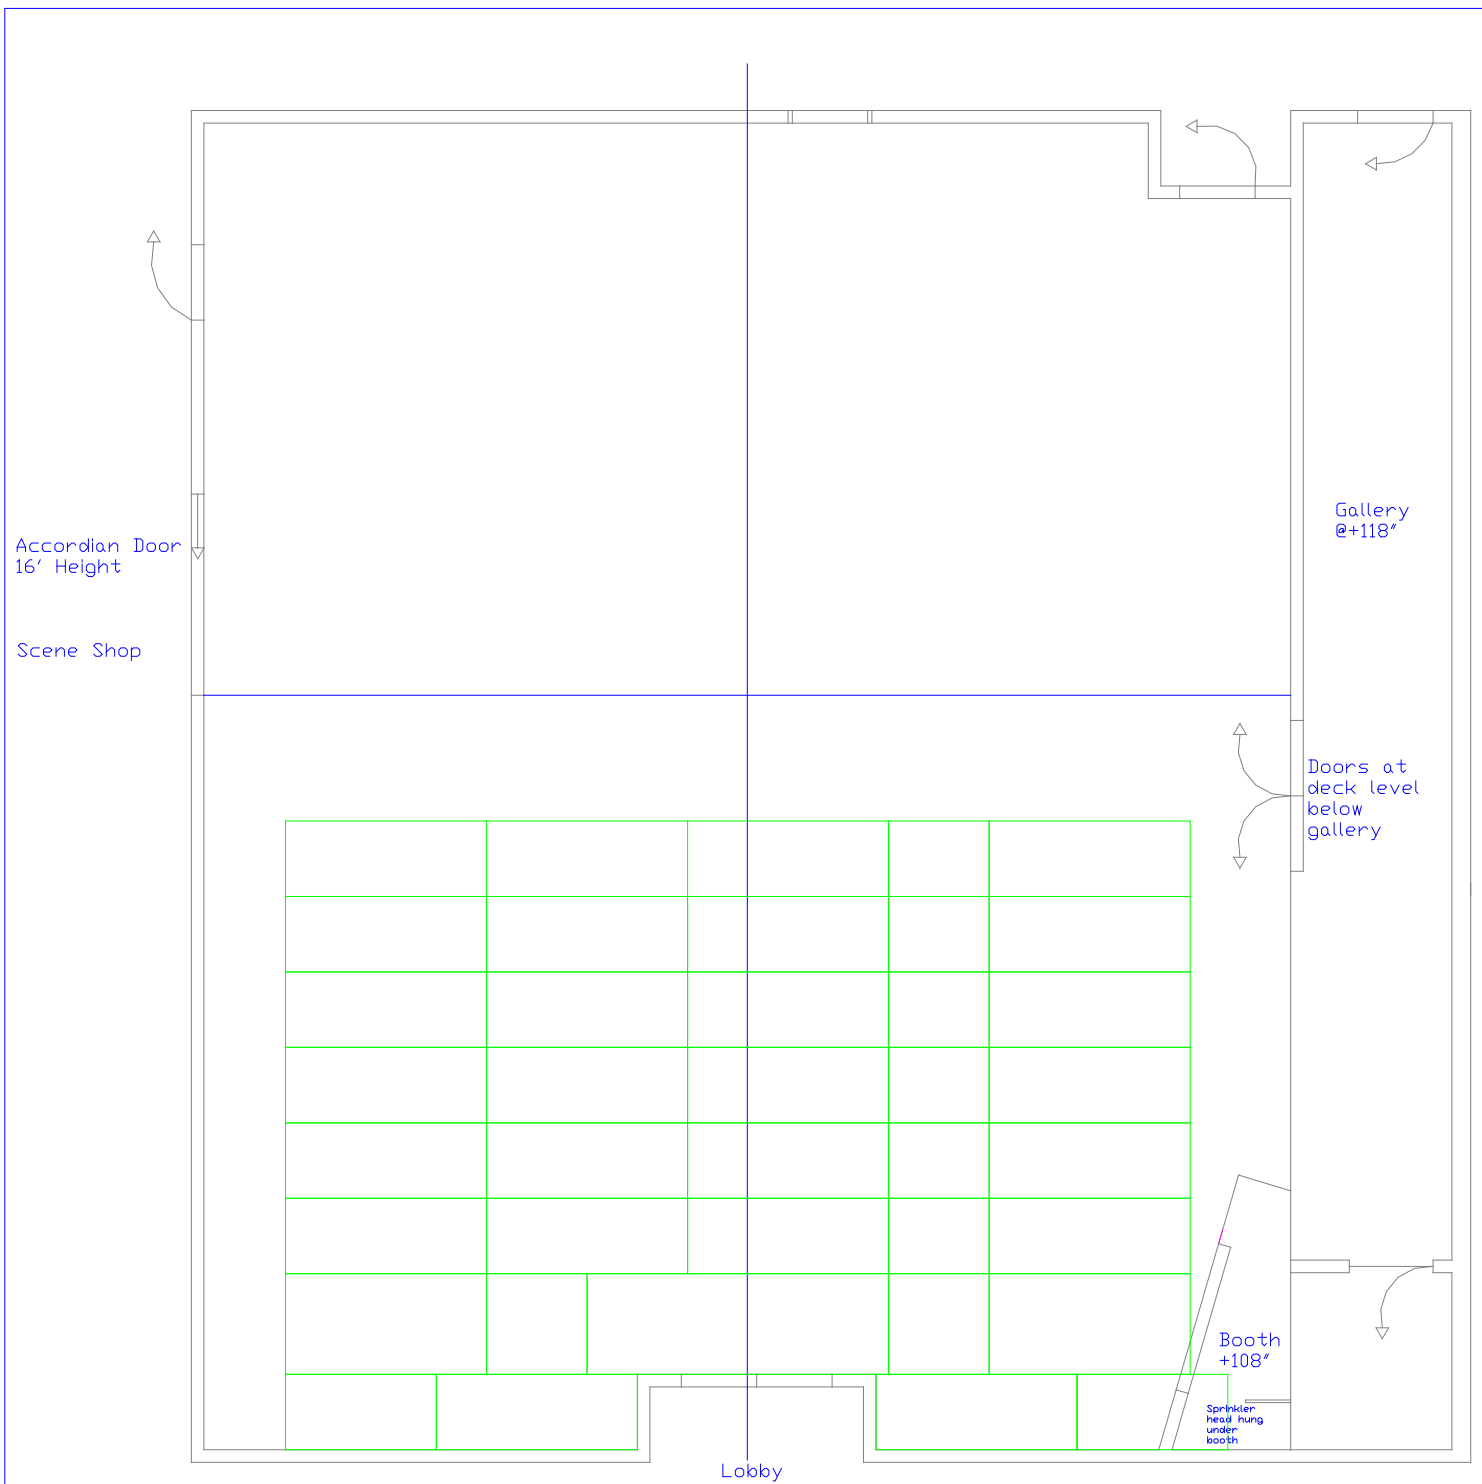 Gallery
@+118"
Accordian Door
16' Height
Scene Shop
Doors at
deck level
below
gallery
Booth
+108"
Sprinkler
head hung
under
booth
Lobby